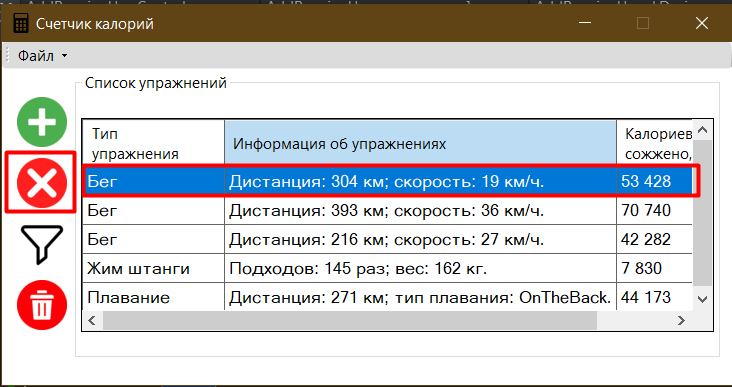 Счетчик калорий
Файл
Список упражнений
Тип упражнения Информация об упражнениях Калориев сожжено,
Бег Дистанция: 304 км; скорость: 19 км/ч. 53 428
Бег Дистанция: 393 км; скорость: 36 км/ч. 70 740
Бег Дистанция: 216 км; скорость: 27 км/ч. 42 282
Жим штанги Подходов: 145 раз; вес: 162 кг. 7 830
Плавание Дистанция: 271 км; тип плавания: OnTheBack. 44 173